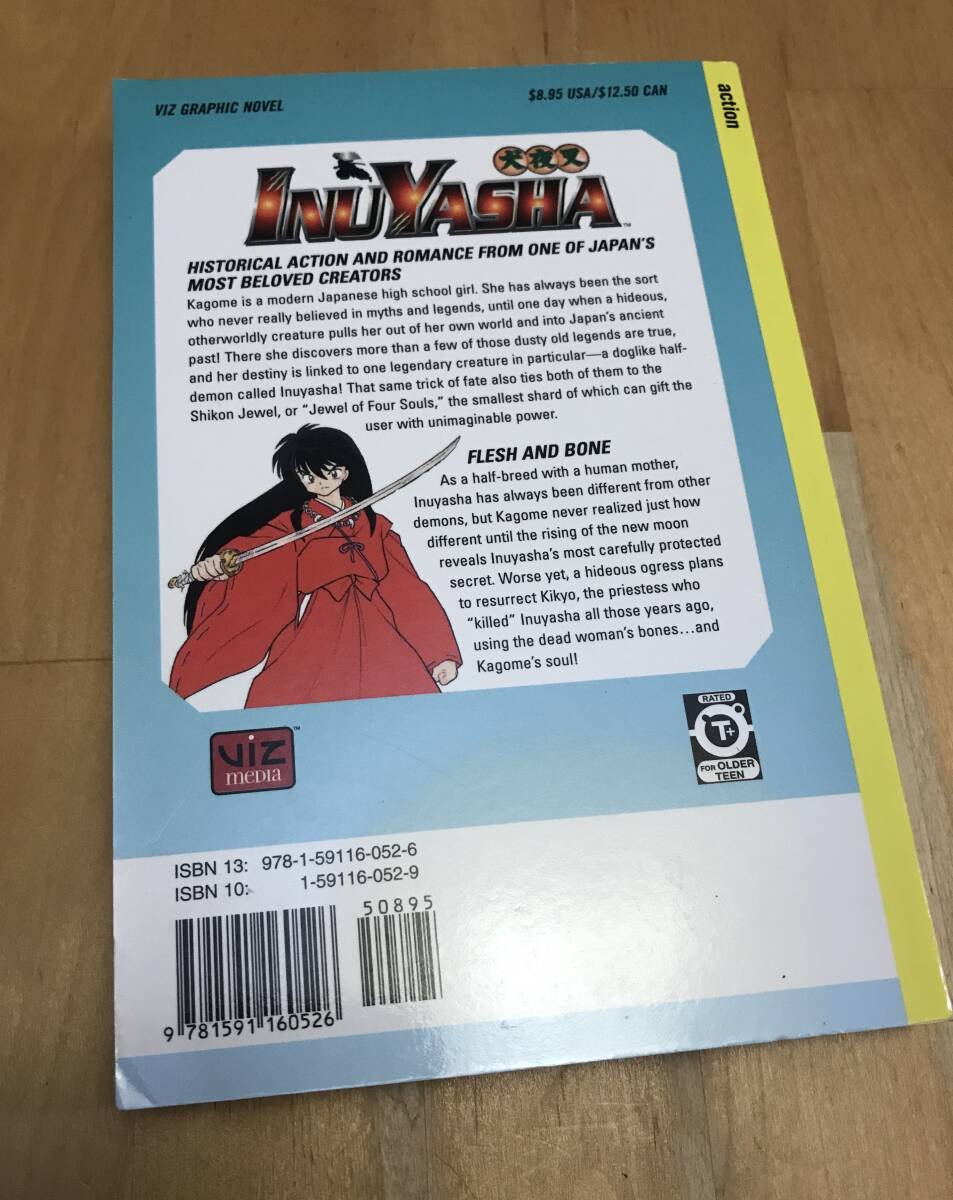 VIZ GRAPHIC NOVEL
$8.95 USA/$12.50 CAN
action
犬夜叉
INUYASHA™
HISTORICAL ACTION AND ROMANCE FROM ONE OF JAPAN'S
MOST BELOVED CREATORS
Kagome is a modern Japanese high school girl. She has always been the sort
who never really believed in myths and legends, until one day when a hideous,
otherworldly creature pulls her out of her own world and into Japan's ancient
past! There she discovers more than a few of those dusty old legends are true,
and her destiny is linked to one legendary creature in particular—a doglike half-
demon called Inuyasha! That same trick of fate also ties both of them to the
Shikon Jewel, or "Jewel of Four Souls," the smallest shard of which can gift the
user with unimaginable power.
FLESH AND BONE
As a half-breed with a human mother,
Inuyasha has always been different from other
demons, but Kagome never realized just how
different until the rising of the new moon
reveals Inuyasha's most carefully protected
secret. Worse yet, a hideous ogress plans
to resurrect Kikyo, the priestess who
"killed" Inuyasha all those years ago,
using the dead woman's bones...and
Kagome's soul!
VIZ
MEDIA
™
RATED
T+
FOR OLDER
TEEN
ISBN 13: 978-1-59116-052-6
ISBN 10: 1-59116-052-9
50895
9 781591 160526